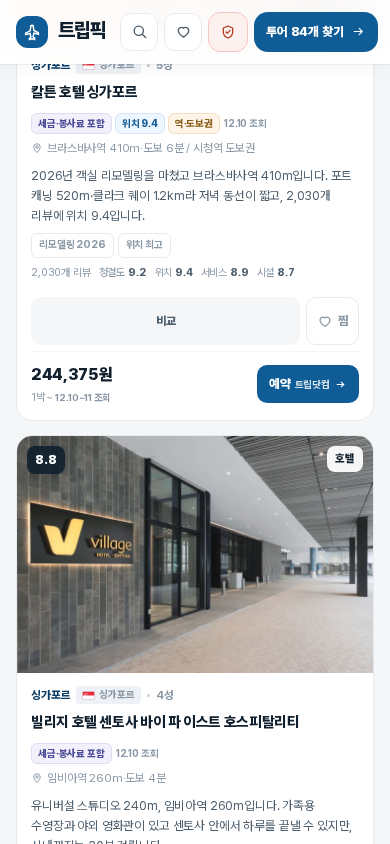 트립픽
투어 84개 찾기 →
싱가포르 싱가포르 • 5성
칼튼 호텔 싱가포르
세금·봉사료 포함 위치 9.4 역·도보권 12.10 조회
브라스바사역 410m·도보 6분 / 시청역 도보권
2026년 객실 리모델링을 마쳤고 브라스바사역 410m입니다. 포트
캐닝 520m·클라크 퀘이 1.2km라 저녁 동선이 짧고, 2,030개
리뷰에 위치 9.4입니다.
리모델링 2026 위치 최고
2,030개 리뷰 청결도 9.2 위치 9.4 서비스 8.9 시설 8.7
비교 찜
244,375원
1박~ 12.10~11 조회
예약 트립닷컴 →
8.8 호텔
village
HOTEL · SENTOSA
싱가포르 싱가포르 • 4성
빌리지 호텔 센토사 바이 파 이스트 호스피탈리티
세금·봉사료 포함 12.10 조회
임비아역 260m·도보 4분
유니버설 스튜디오 240m, 임비아역 260m입니다. 가족용
수영장과 야외 영화관이 있고 센토사 안에서 하루를 끝낼 수 있지만,